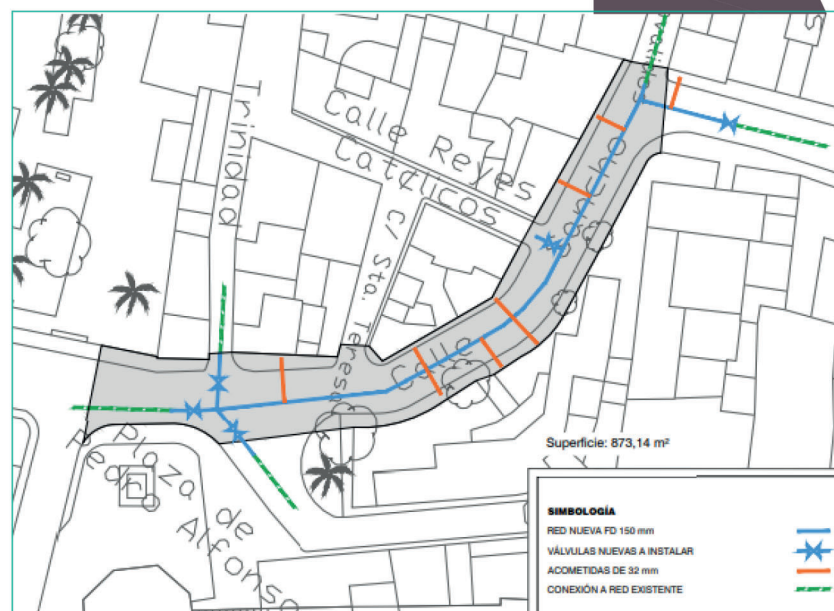 Trinidad
Calle Reyes
Católicos
C/ Sta. Teresa
Calle
Plaza de
Alfonso
Superficie: 873,14 m²
SIMBOLOGÍA
RED NUEVA FD 150 mm
VÁLVULAS NUEVAS A INSTALAR
ACOMETIDAS DE 32 mm
CONEXIÓN A RED EXISTENTE